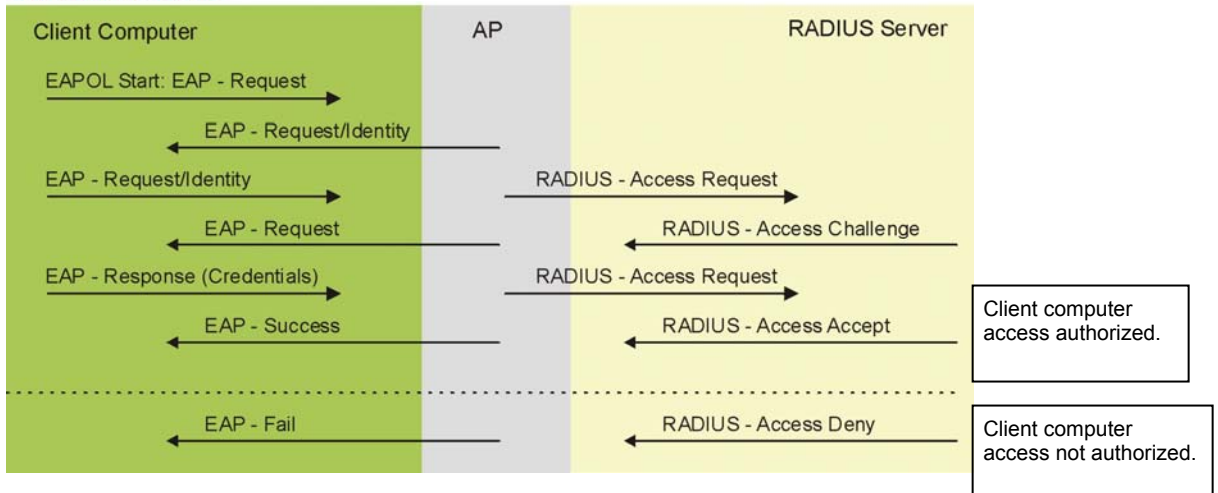 Client Computer
AP
RADIUS Server
EAPOL Start: EAP - Request
EAP - Request/Identity
EAP - Request/Identity
RADIUS - Access Request
EAP - Request
RADIUS - Access Challenge
EAP - Response (Credentials)
RADIUS - Access Request
EAP - Success
RADIUS - Access Accept
Client computer
access authorized.
EAP - Fail
RADIUS - Access Deny
Client computer
access not authorized.